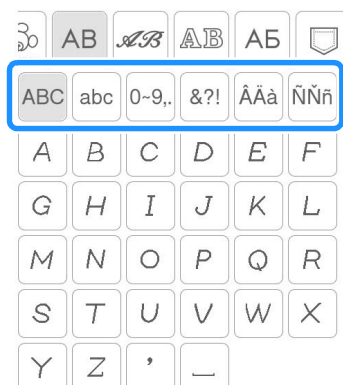 AB AB AB АБ
ABC abc 0~9,. &?! ÂÄà ÑŇñ
A B C D E F
G H I J K L
M N O P Q R
S T U V W X
Y Z ' _